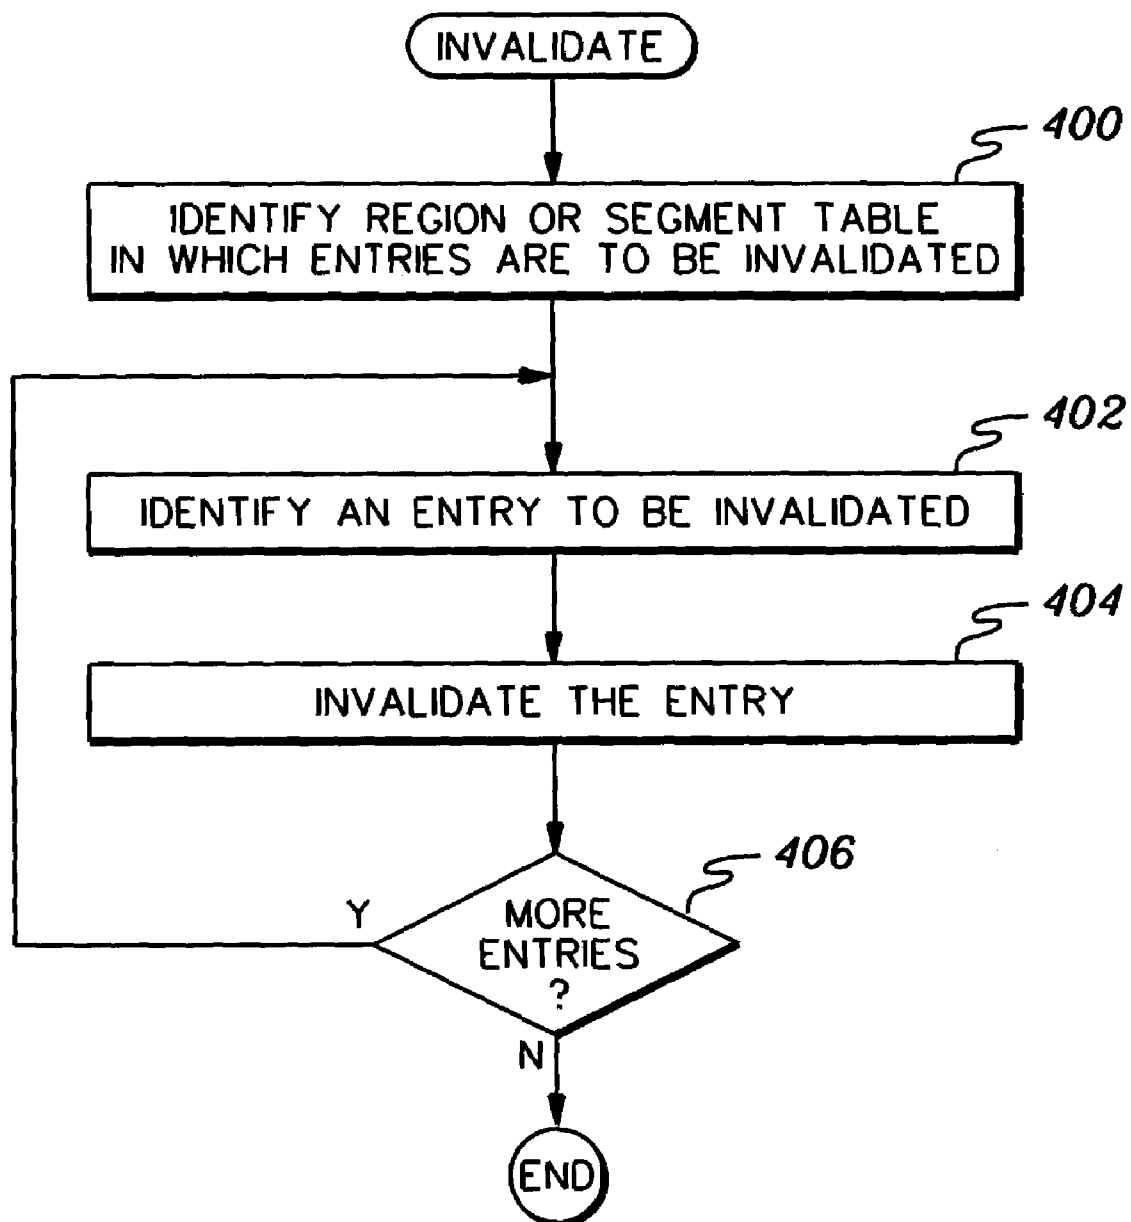 INVALIDATE
400
IDENTIFY REGION OR SEGMENT TABLE
IN WHICH ENTRIES ARE TO BE INVALIDATED
402
IDENTIFY AN ENTRY TO BE INVALIDATED
404
INVALIDATE THE ENTRY
406
MORE
ENTRIES
?
Y
N
END